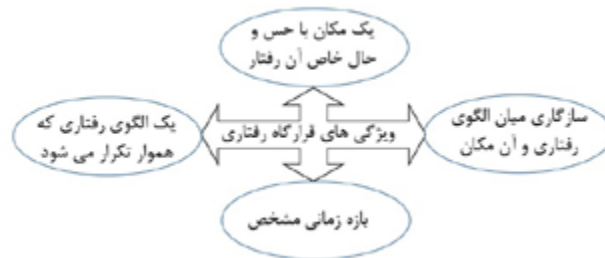 یک مکان با حس و
حال خاص آن رفتار
سازگاری میان الگوی
رفتاری و آن مکان
ویژگی های قرارگاه رفتاری
یک الگوی رفتاری که
هموار تکرار می شود
بازه زمانی مشخص